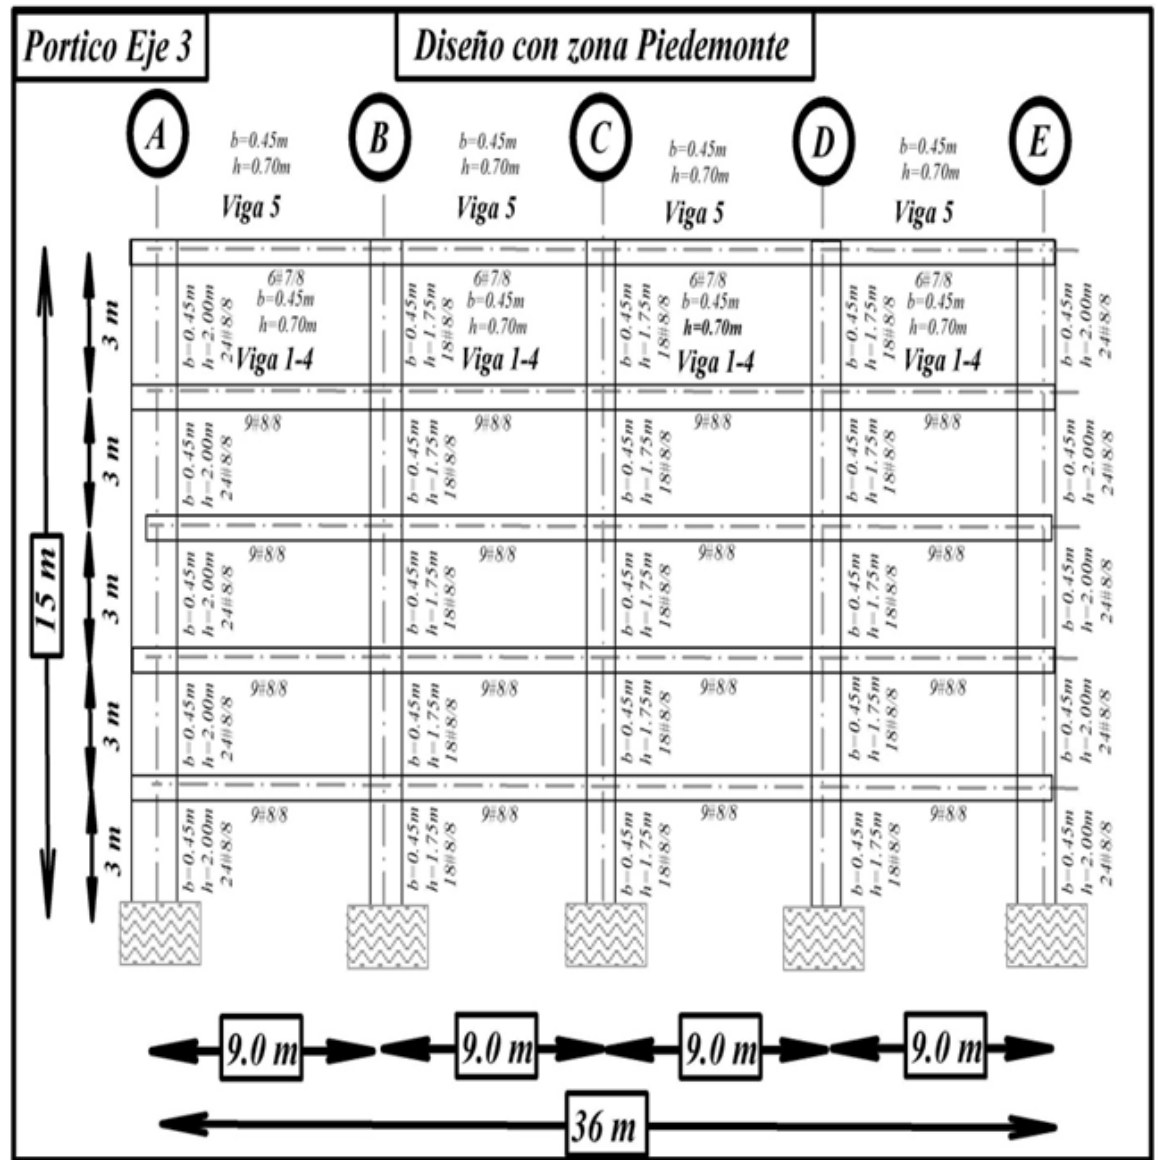 Portico Eje 3
Diseño con zona Piedemonte
A
B
C
D
E
b=0.45m
h=0.70m
Viga 5
b=0.45m
h=0.70m
Viga 5
b=0.45m
h=0.70m
Viga 5
b=0.45m
h=0.70m
Viga 5
3 m
b=0.45m
h=2.00m
24#8/8
6#7/8
b=0.45m
h=0.70m
Viga 1-4
b=0.45m
h=1.75m
18#8/8
6#7/8
b=0.45m
h=0.70m
Viga 1-4
b=0.45m
h=1.75m
18#8/8
6#7/8
b=0.45m
h=0.70m
Viga 1-4
b=0.45m
h=1.75m
18#8/8
6#7/8
b=0.45m
h=0.70m
Viga 1-4
b=0.45m
h=2.00m
24#8/8
3 m
b=0.45m
h=2.00m
24#8/8
9#8/8
b=0.45m
h=1.75m
18#8/8
9#8/8
b=0.45m
h=1.75m
18#8/8
9#8/8
b=0.45m
h=1.75m
18#8/8
9#8/8
b=0.45m
h=2.00m
24#8/8
15 m
3 m
b=0.45m
h=2.00m
24#8/8
9#8/8
b=0.45m
h=1.75m
18#8/8
9#8/8
b=0.45m
h=1.75m
18#8/8
9#8/8
b=0.45m
h=1.75m
18#8/8
9#8/8
b=0.45m
h=2.00m
24#8/8
3 m
b=0.45m
h=2.00m
24#8/8
9#8/8
b=0.45m
h=1.75m
18#8/8
9#8/8
b=0.45m
h=1.75m
18#8/8
9#8/8
b=0.45m
h=1.75m
18#8/8
9#8/8
b=0.45m
h=2.00m
24#8/8
3 m
b=0.45m
h=2.00m
24#8/8
9#8/8
b=0.45m
h=1.75m
18#8/8
9#8/8
b=0.45m
h=1.75m
18#8/8
9#8/8
b=0.45m
h=1.75m
18#8/8
9#8/8
b=0.45m
h=2.00m
24#8/8
9.0 m
9.0 m
9.0 m
9.0 m
36 m